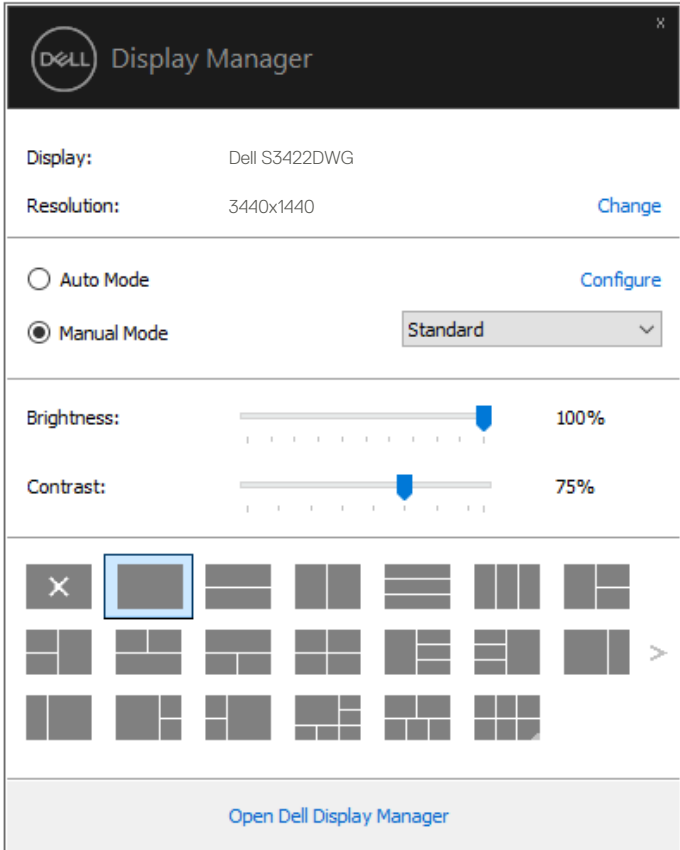 x
DELL Display Manager
Display: Dell S3422DWG
Resolution: 3440x1440 Change
Auto Mode Configure
Manual Mode Standard
Brightness: 100%
Contrast: 75%
Open Dell Display Manager